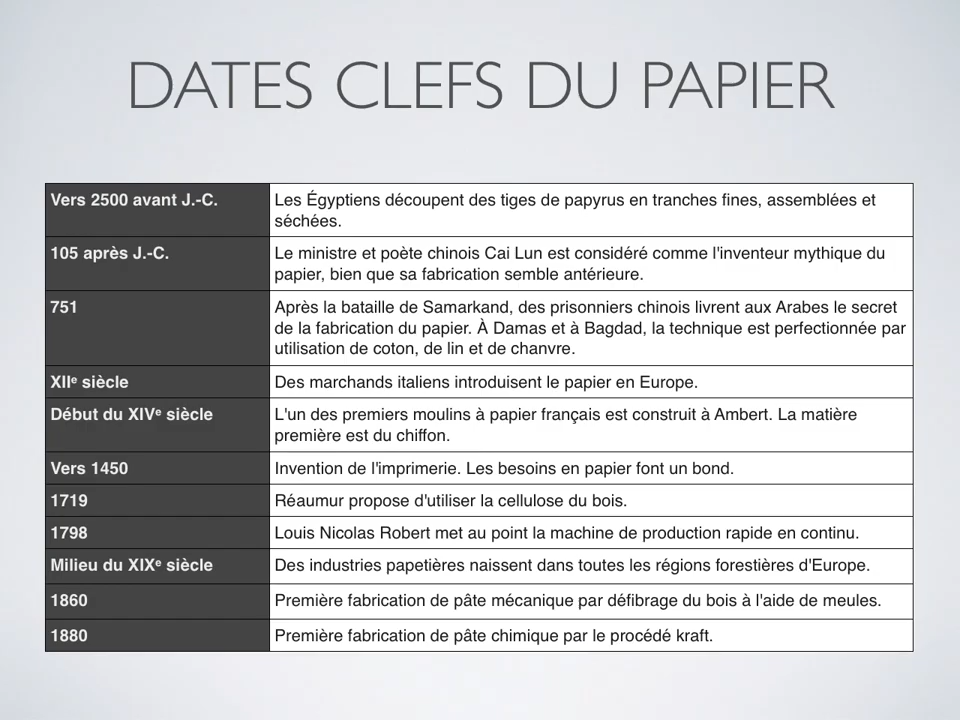 DATES CLEFS DU PAPIER
Vers 2500 avant J.-C.
Les Égyptiens découpent des tiges de papyrus en tranches fines, assemblées et
séchées.
105 après J.-C.
Le ministre et poète chinois Cai Lun est considéré comme l'inventeur mythique du
papier, bien que sa fabrication semble antérieure.
751
Après la bataille de Samarkand, des prisonniers chinois livrent aux Arabes le secret
de la fabrication du papier. À Damas et à Bagdad, la technique est perfectionnée par
utilisation de coton, de lin et de chanvre.
XIIe siècle
Des marchands italiens introduisent le papier en Europe.
Début du XIVe siècle
L'un des premiers moulins à papier français est construit à Ambert. La matière
première est du chiffon.
Vers 1450
Invention de l'imprimerie. Les besoins en papier font un bond.
1719
Réaumur propose d'utiliser la cellulose du bois.
1798
Louis Nicolas Robert met au point la machine de production rapide en continu.
Milieu du XIXe siècle
Des industries papetières naissent dans toutes les régions forestières d'Europe.
1860
Première fabrication de pâte mécanique par défibrage du bois à l'aide de meules.
1880
Première fabrication de pâte chimique par le procédé kraft.